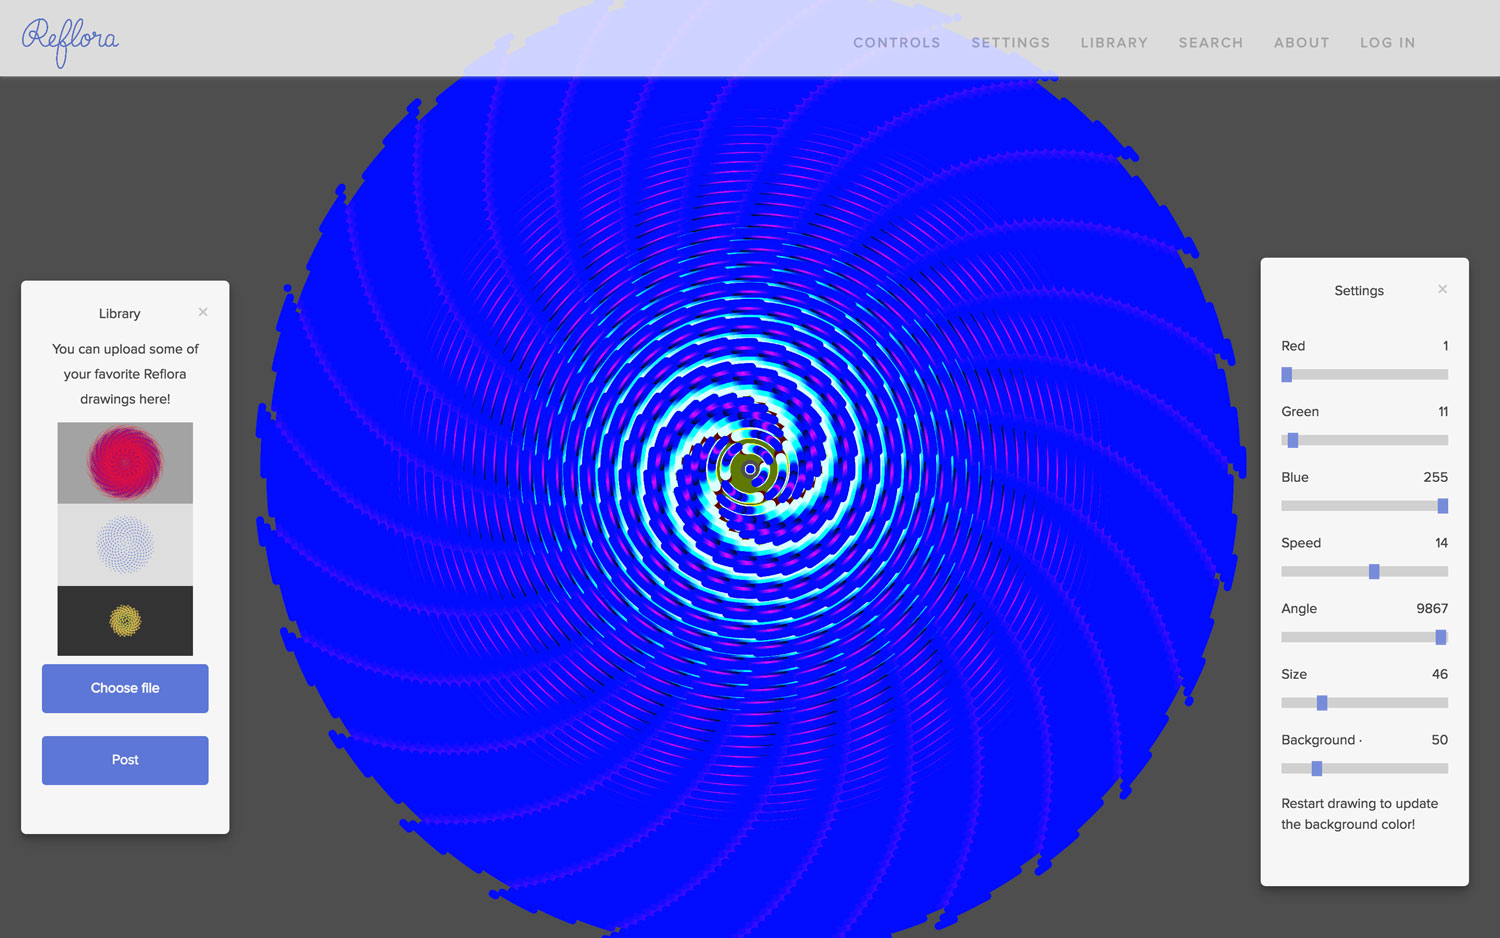 Reflora
CONTROLS SETTINGS LIBRARY SEARCH ABOUT LOG IN
Library ×
You can upload some of
your favorite Reflora
drawings here!
Choose file
Post
Settings ×
Red 1
Green 11
Blue 255
Speed 14
Angle 9867
Size 46
Background · 50
Restart drawing to update
the background color!